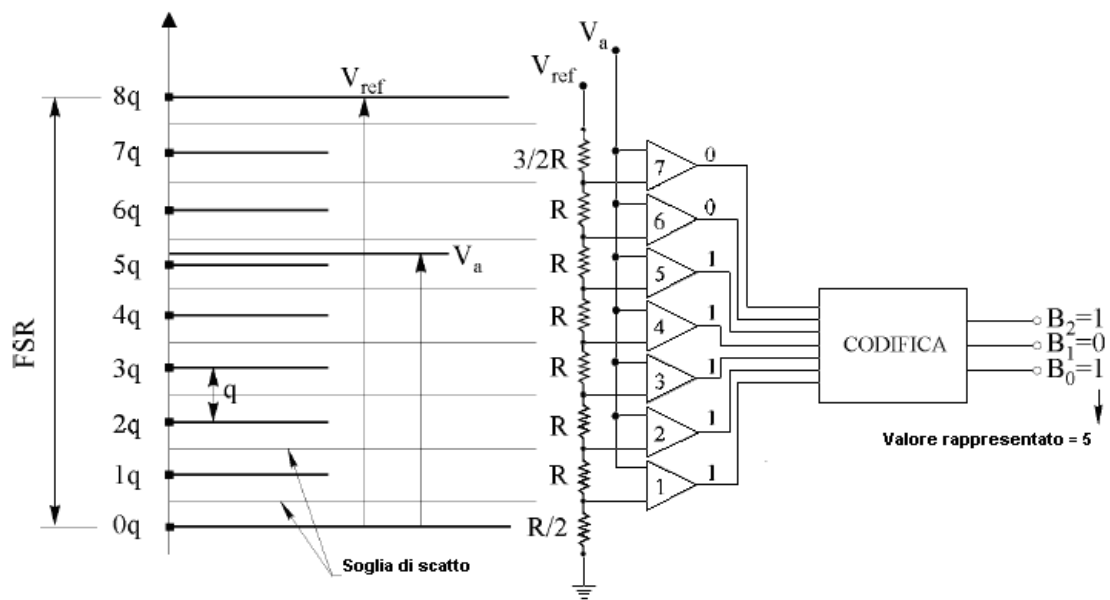 V_a
V_ref
V_ref
8q
7q
6q
5q
4q
3q
2q
1q
0q
FSR
q
V_a
Soglia di scatto
3/2R
R
R
R
R
R
R
R/2
7
6
5
4
3
2
1
0
0
1
1
1
1
1
CODIFICA
B_2=1
B_1=0
B_0=1
Valore rappresentato = 5